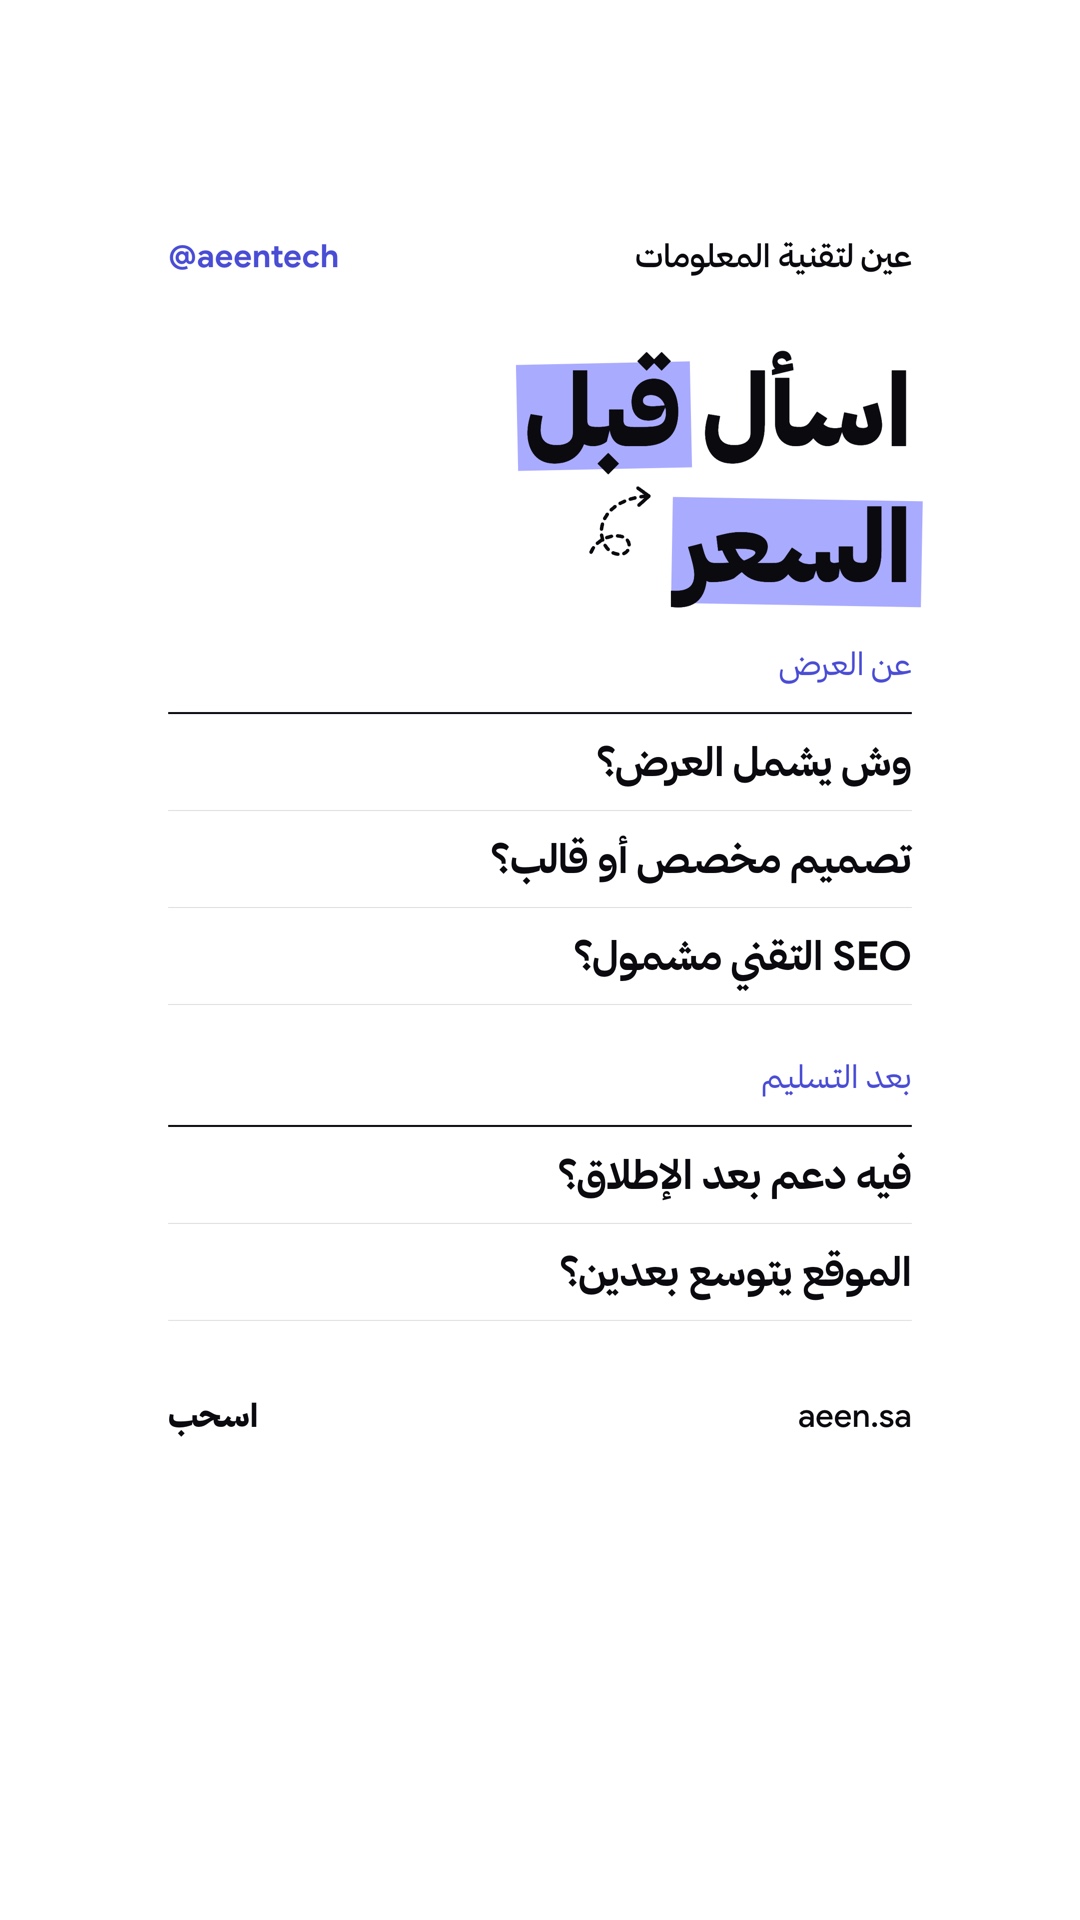 عين لتقنية المعلومات
@aeentech
اسأل قبل
السعر
عن العرض
وش يشمل العرض؟
تصميم مخصص أو قالب؟
SEO التقني مشمول؟
بعد التسليم
فيه دعم بعد الإطلاق؟
الموقع يتوسع بعدين؟
aeen.sa
اسحب